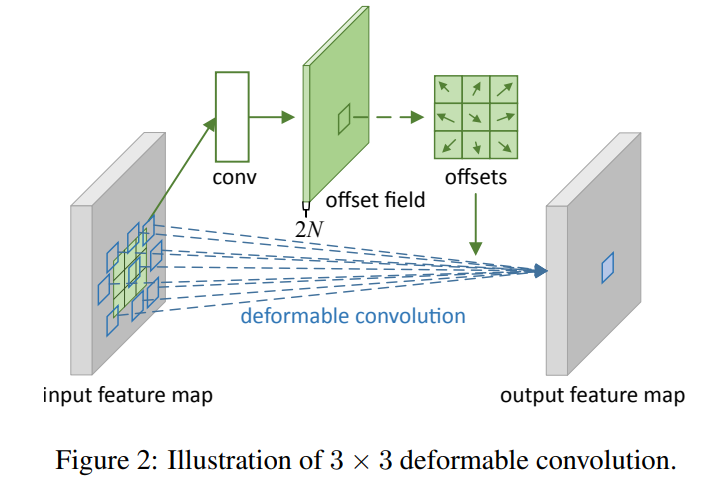 conv
offset field
offsets
2N
deformable convolution
input feature map
output feature map
Figure 2: Illustration of 3 × 3 deformable convolution.